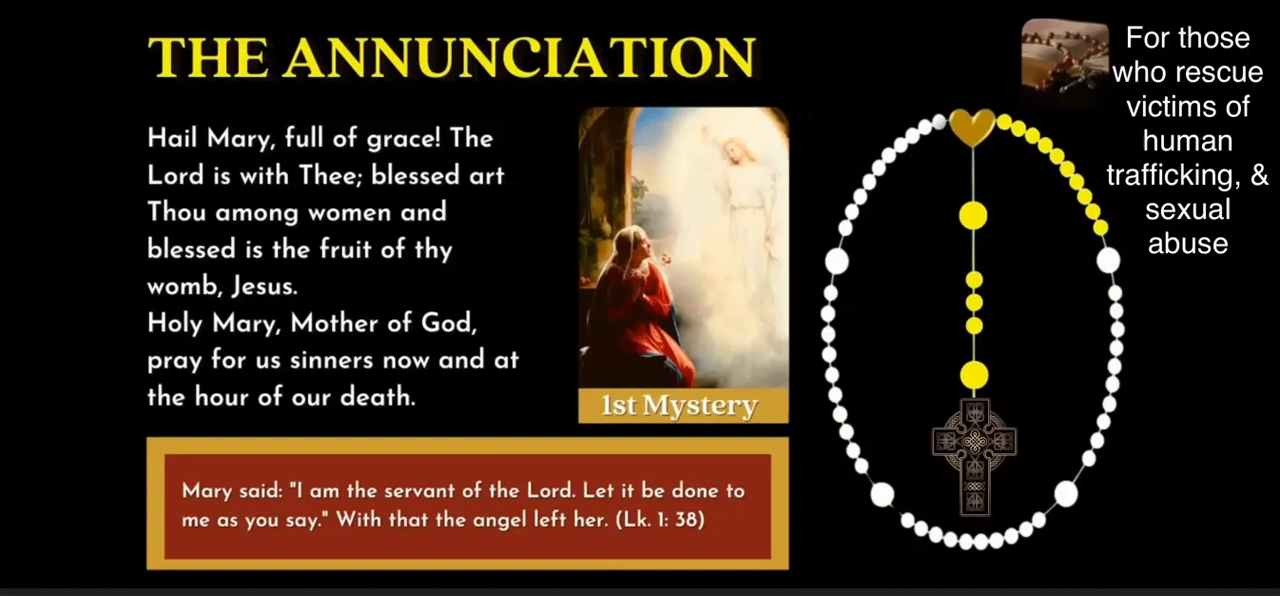 THE ANNUNCIATION
Hail Mary, full of grace! The
Lord is with Thee; blessed art
Thou among women and
blessed is the fruit of thy
womb, Jesus.
Holy Mary, Mother of God,
pray for us sinners now and at
the hour of our death.
1st Mystery
Mary said: "I am the servant of the Lord. Let it be done to
me as you say." With that the angel left her. (Lk. 1: 38)
For those
who rescue
victims of
human
trafficking, &
sexual
abuse